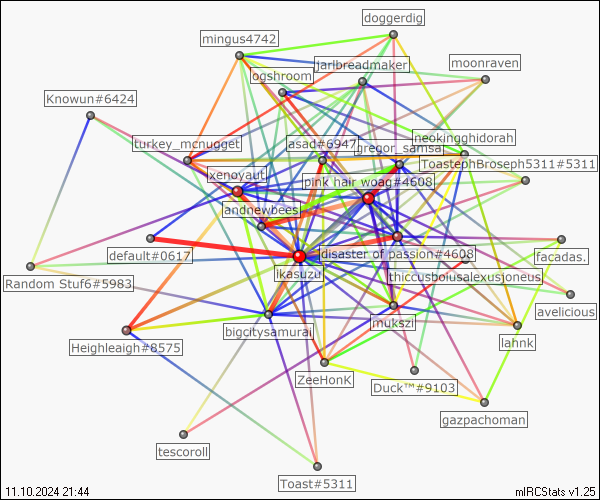 doggerdig
mingus4742
jarlbreadmaker
moonraven
ogshroom
Knowun#6424
neokingghidorah
turkey_mcnugget
asad#6947
gregor_samsa
ToastephBroseph5311#5311
xenoyauti
pink hair woag#4608
andnewbees
default#0617
disaster of passion#4608
facadas.
ikasuzu
thiccusboiusalexusjoneus
Random Stuf6#5983
avelicious
mukszi
bigcitysamurai
lahnk
Heighleaigh#8575
ZeeHonK
Duck™#9103
gazpachoman
tescoroll
Toast#5311
11.10.2024 21:44
mIRCStats v1.25